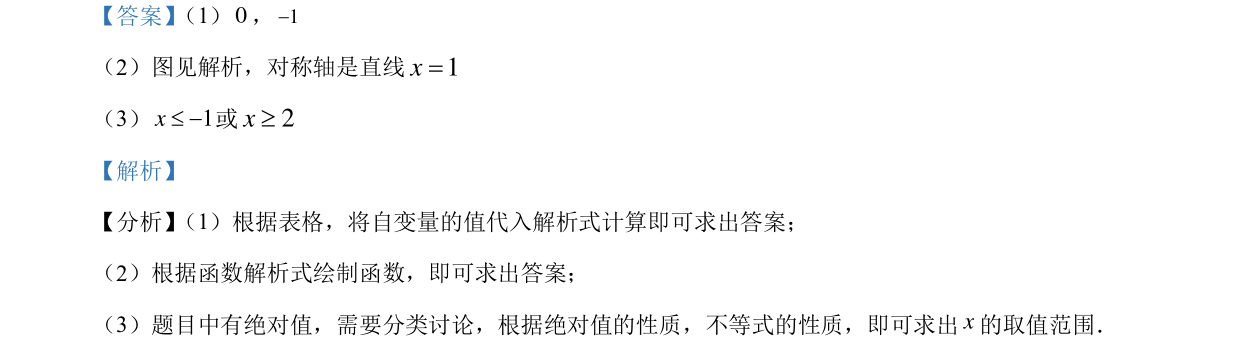 【答案】（1）0，−1
（2）图见解析，对称轴是直线 x = 1
（3）x ≤ −1或 x ≥ 2
【解析】
【分析】（1）根据表格，将自变量的值代入解析式计算即可求出答案；
（2）根据函数解析式绘制函数，即可求出答案；
（3）题目中有绝对值，需要分类讨论，根据绝对值的性质，不等式的性质，即可求出 x 的取值范围．